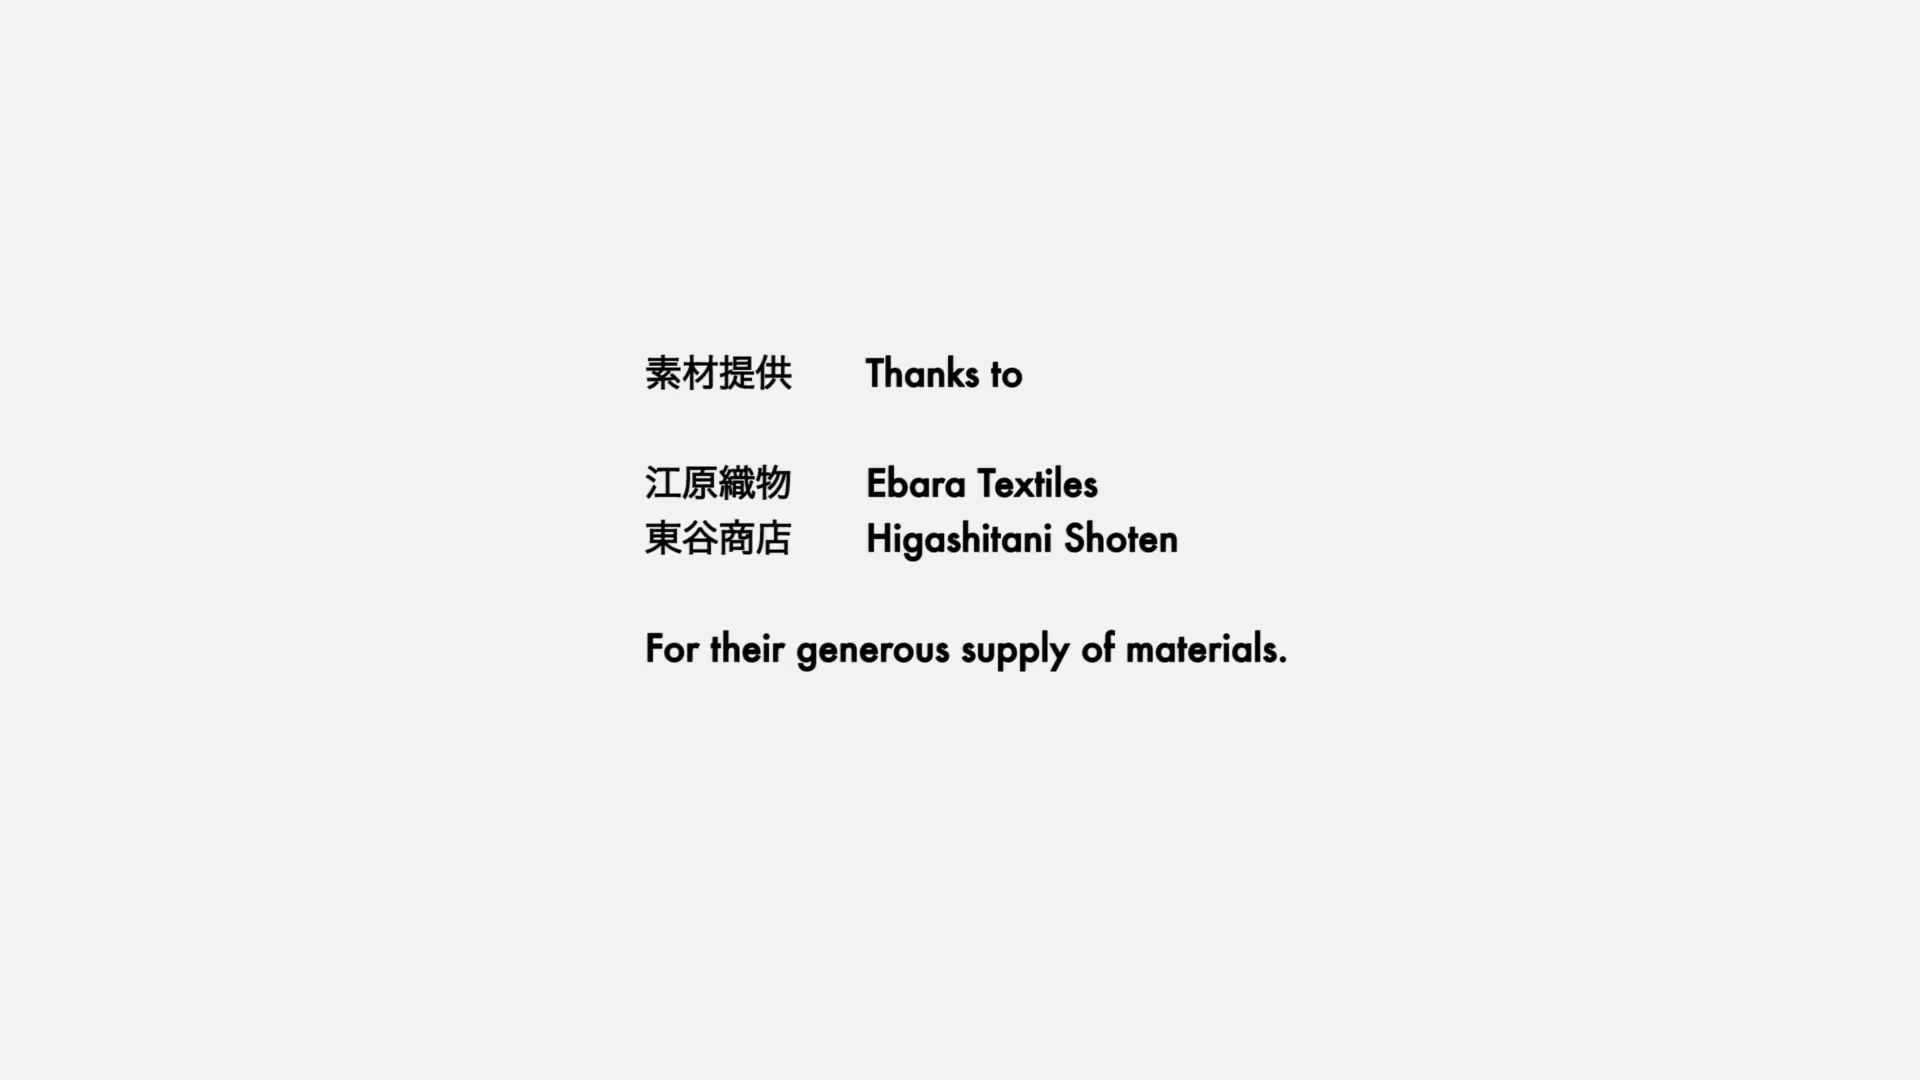 素材提供 Thanks to
江原織物 Ebara Textiles
東谷商店 Higashitani Shoten
For their generous supply of materials.